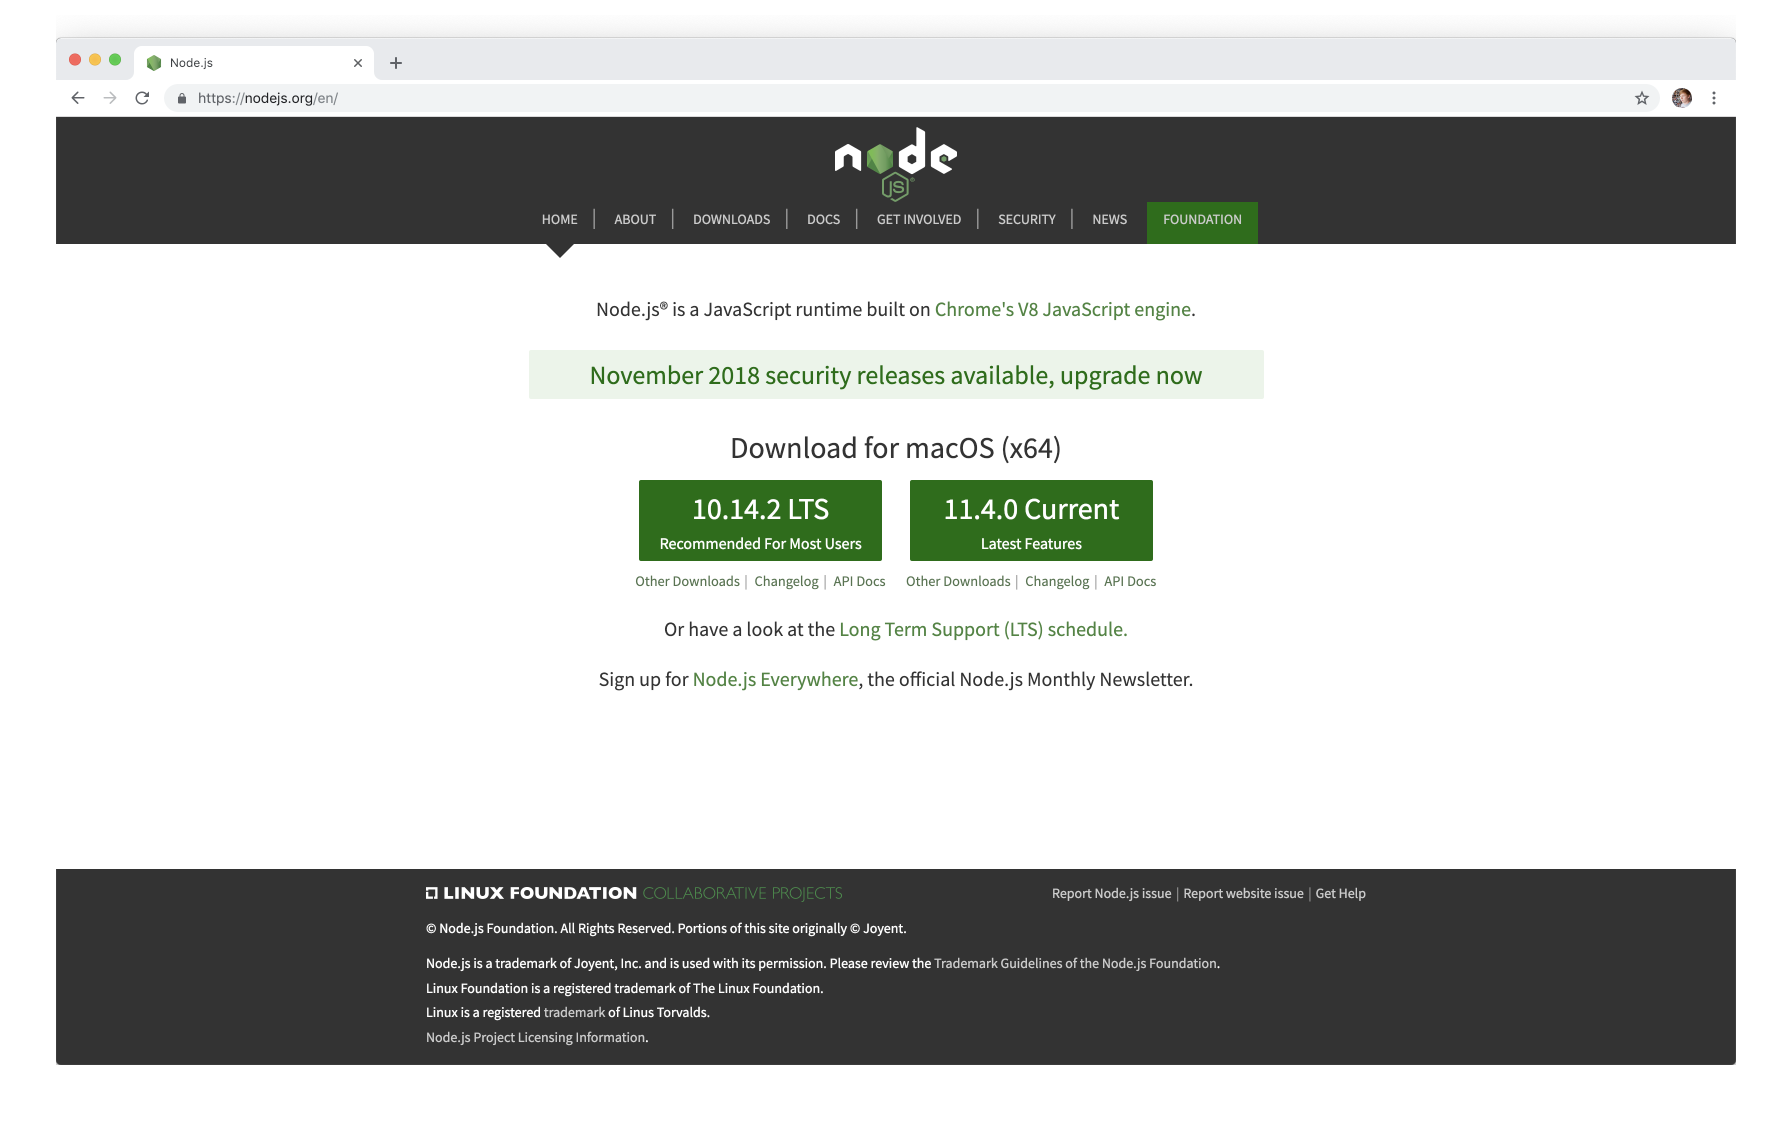 Node.js
https://nodejs.org/en/
node
JS
HOME | ABOUT | DOWNLOADS | DOCS | GET INVOLVED | SECURITY | NEWS FOUNDATION
Node.js® is a JavaScript runtime built on Chrome's V8 JavaScript engine.
November 2018 security releases available, upgrade now
Download for macOS (x64)
10.14.2 LTS
Recommended For Most Users
11.4.0 Current
Latest Features
Other Downloads | Changelog | API Docs
Other Downloads | Changelog | API Docs
Or have a look at the Long Term Support (LTS) schedule.
Sign up for Node.js Everywhere, the official Node.js Monthly Newsletter.
LINUX FOUNDATION COLLABORATIVE PROJECTS
Report Node.js issue | Report website issue | Get Help
© Node.js Foundation. All Rights Reserved. Portions of this site originally © Joyent.
Node.js is a trademark of Joyent, Inc. and is used with its permission. Please review the Trademark Guidelines of the Node.js Foundation.
Linux Foundation is a registered trademark of The Linux Foundation.
Linux is a registered trademark of Linus Torvalds.
Node.js Project Licensing Information.